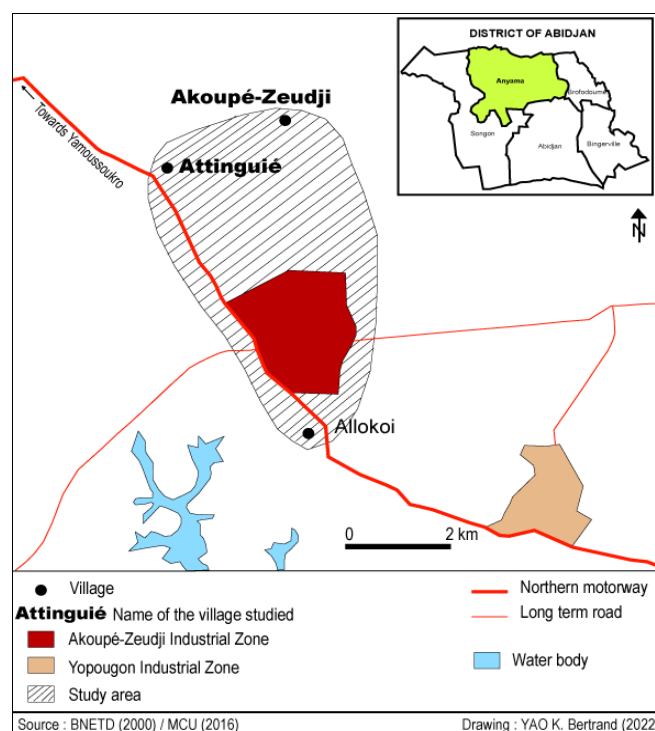 DISTRICT OF ABIDJAN
Anyama
Brofodoumé
Songon
Abidjan
Bingerville
N
Akoupé-Zeudji
Attinguié
Towards Yamoussoukro
Allokoi
0 2 km
Village
Attinguié Name of the village studied
Akoupé-Zeudji Industrial Zone
Yopougon Industrial Zone
Study area
Northern motorway
Long term road
Water body
Source : BNETD (2000) / MCU (2016)
Drawing : YAO K. Bertrand (2022